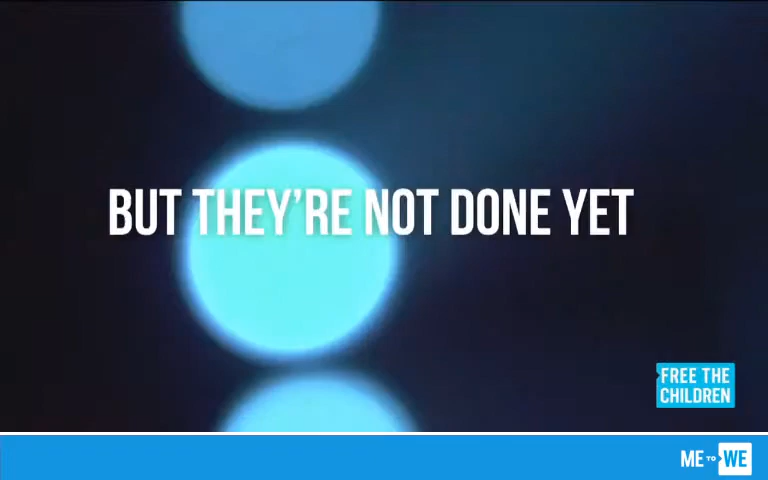 BUT THEY'RE NOT DONE YET
FREE THE
CHILDREN
ME TO WE